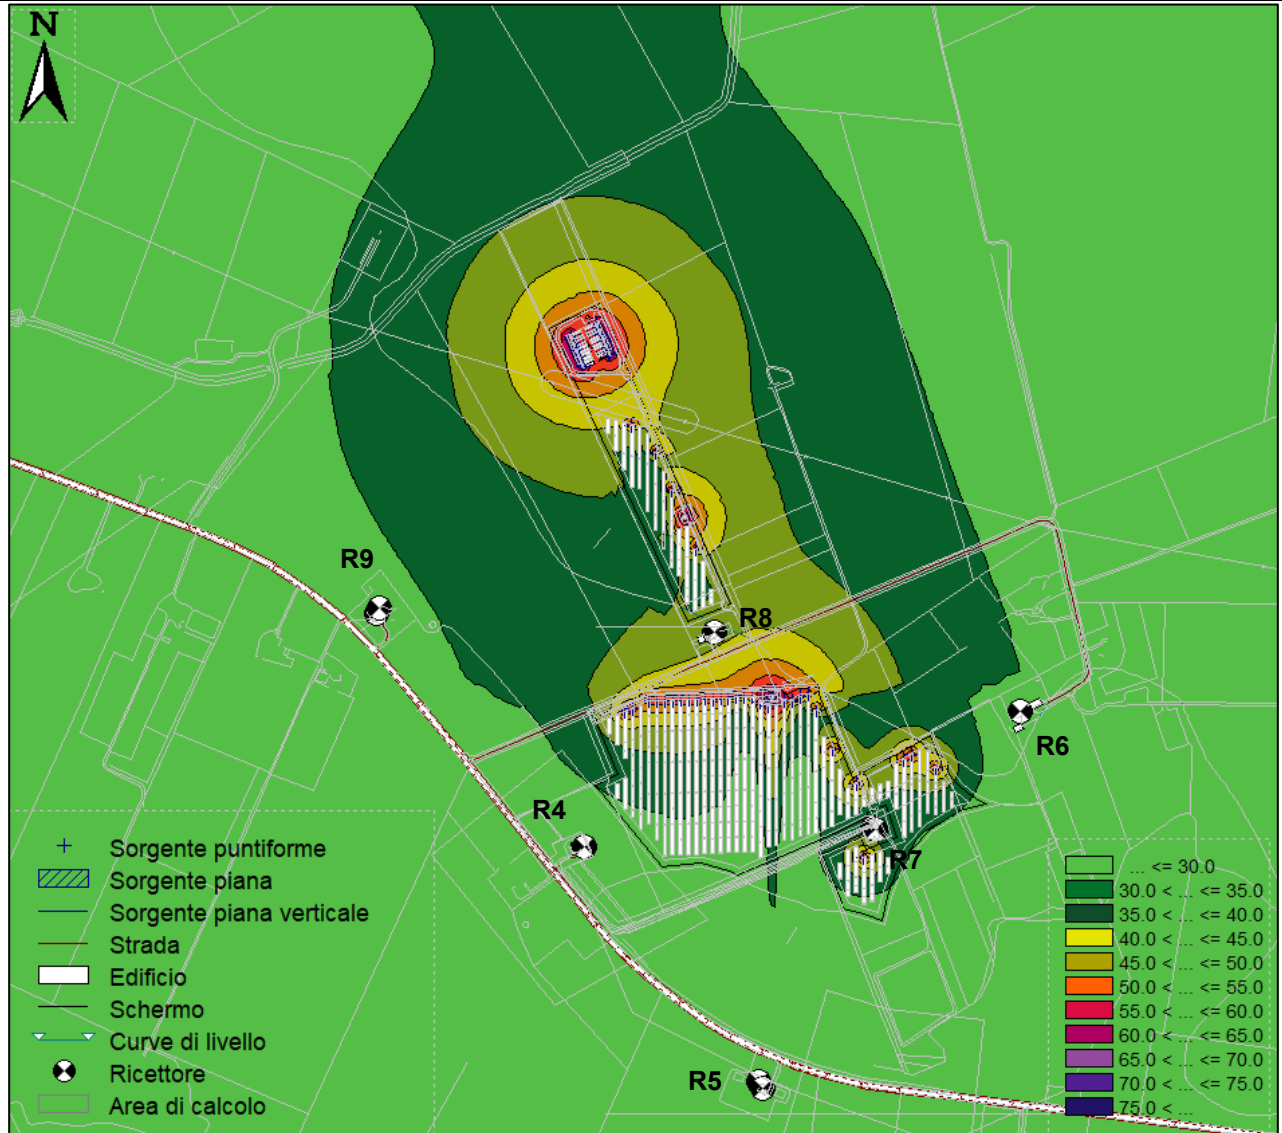 N
R9
R8
R6
R4
R7
R5
Sorgente puntiforme
Sorgente piana
Sorgente piana verticale
Strada
Edificio
Schermo
Curve di livello
Ricettore
Area di calcolo
... <= 30.0
30.0 < ... <= 35.0
35.0 < ... <= 40.0
40.0 < ... <= 45.0
45.0 < ... <= 50.0
50.0 < ... <= 55.0
55.0 < ... <= 60.0
60.0 < ... <= 65.0
65.0 < ... <= 70.0
70.0 < ... <= 75.0
75.0 < ...